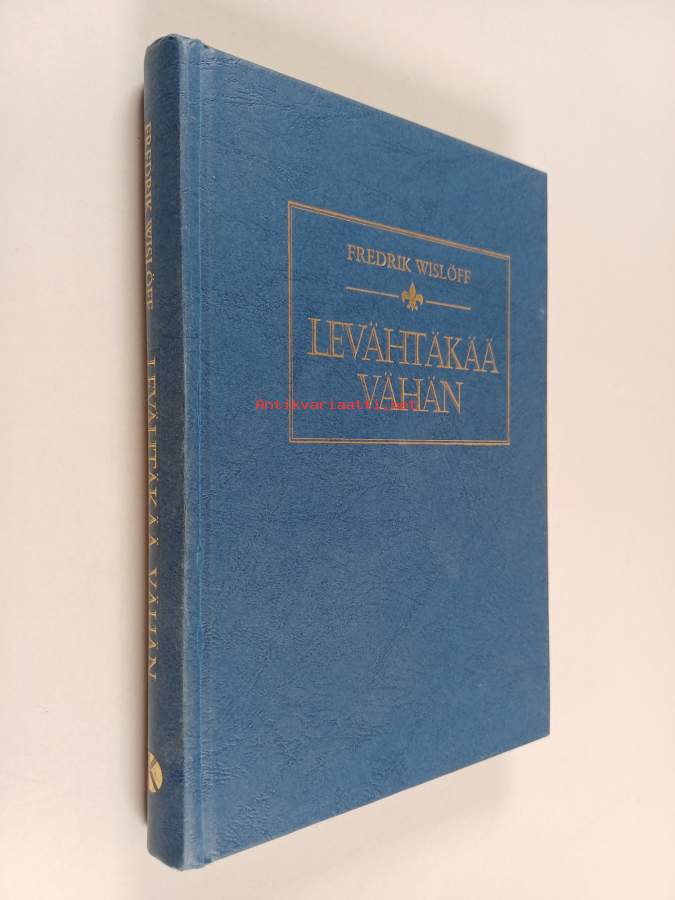 FREDRIK WISLÖFF
LEVÄHTÄKÄÄ
VÄHÄN
Antikvariaatti.net
FREDRIK WISLÖFF LEVÄHTÄKÄÄ VÄHÄN
K